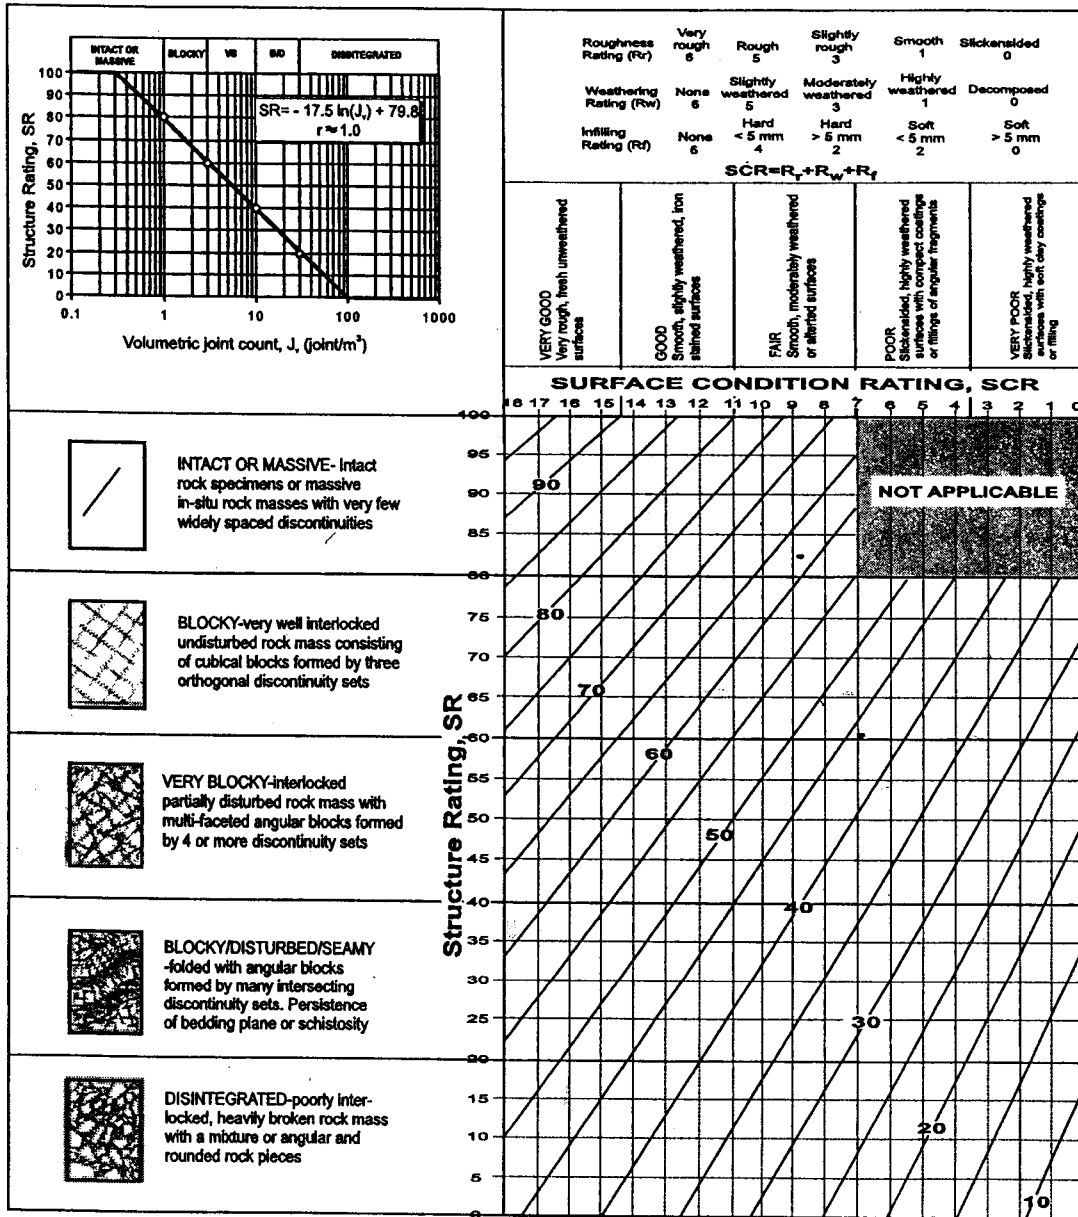 INTACT OR
MASSIVE
BLOCKY
VB
B/D
DISINTEGRATED
100
90
80
70
60
50
40
30
20
10
0
Structure Rating, SR
SR= - 17.5 ln(Jᵥ) + 79.8
r ≈ 1.0
0.1
1
10
100
1000
Volumetric joint count, Jᵥ (joint/m³)
Roughness Rating (Rr) Very rough 6 Rough 5 Slightly rough 3 Smooth 1 Slickensided 0
Weathering Rating (Rw) None 6 Slightly weathered 5 Moderately weathered 3 Highly weathered 1 Decomposed 0
Infilling Rating (Rf) None 6 Hard < 5 mm 4 Hard > 5 mm 2 Soft < 5 mm 2 Soft > 5 mm 0
SCR=Rr+Rw+Rf
VERY GOOD
Very rough, fresh unweathered
surfaces
GOOD
Smooth, slightly weathered, iron
stained surfaces
FAIR
Smooth, moderately weathered
or alterted surfaces
POOR
Slickensided, highly weathered
surfaces with compact coatings
or fillings of angular fragments
VERY POOR
Slickensided, highly weathered
surfaces with soft clay coatings
or filling
SURFACE CONDITION RATING, SCR
18 17 16 15 14 13 12 11 10 9 8 7 6 5 4 3 2 1 0
INTACT OR MASSIVE- Intact
rock specimens or massive
in-situ rock masses with very few
widely spaced discontinuities
BLOCKY-very well interlocked
undisturbed rock mass consisting
of cubical blocks formed by three
orthogonal discontinuity sets
VERY BLOCKY-interlocked
partially disturbed rock mass with
multi-faceted angular blocks formed
by 4 or more discontinuity sets
BLOCKY/DISTURBED/SEAMY
-folded with angular blocks
formed by many intersecting
discontinuity sets. Persistence
of bedding plane or schistosity
DISINTEGRATED-poorly inter-
locked, heavily broken rock mass
with a mixture or angular and
rounded rock pieces
Structure Rating, SR
100
95
90
85
80
75
70
65
60
55
50
45
40
35
30
25
20
15
10
5
0
NOT APPLICABLE
90
80
70
60
50
40
30
20
10